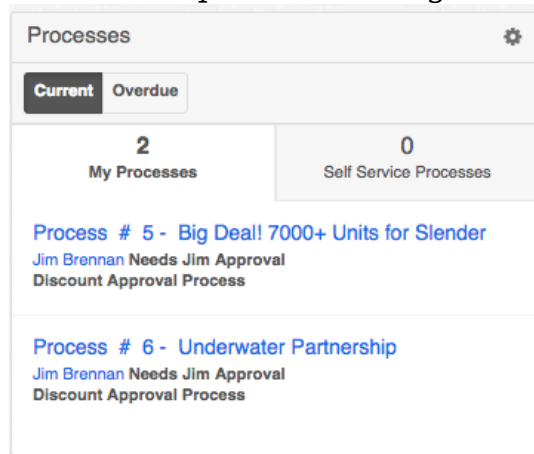 Processes
Current Overdue
2 0
My Processes Self Service Processes
Process # 5 - Big Deal! 7000+ Units for Slender
Jim Brennan Needs Jim Approval
Discount Approval Process
Process # 6 - Underwater Partnership
Jim Brennan Needs Jim Approval
Discount Approval Process